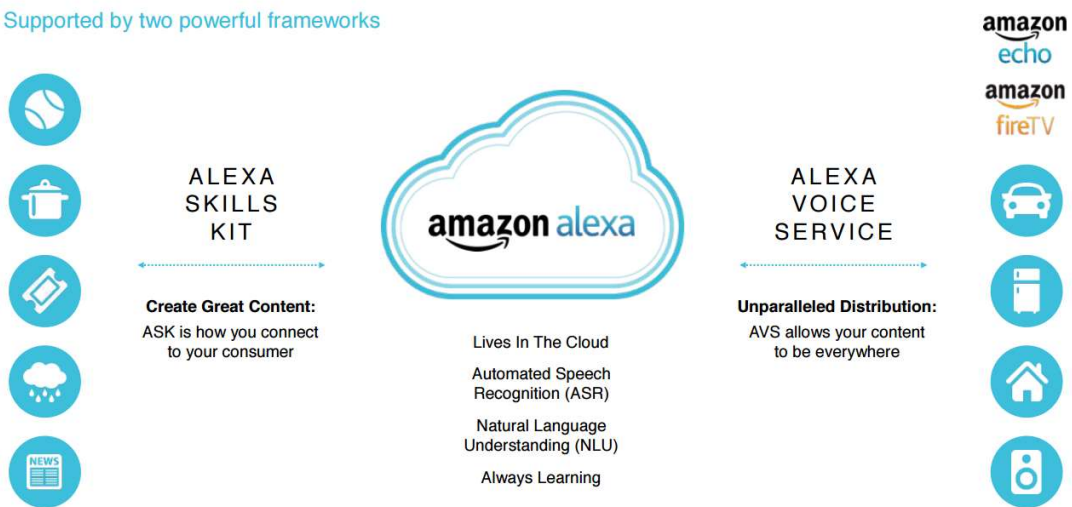 Supported by two powerful frameworks
amazon
echo
amazon
fireTV
ALEXA
SKILLS
KIT
Create Great Content:
ASK is how you connect
to your consumer
amazon alexa
Lives In The Cloud
Automated Speech
Recognition (ASR)
Natural Language
Understanding (NLU)
Always Learning
ALEXA
VOICE
SERVICE
Unparalleled Distribution:
AVS allows your content
to be everywhere
NEWS